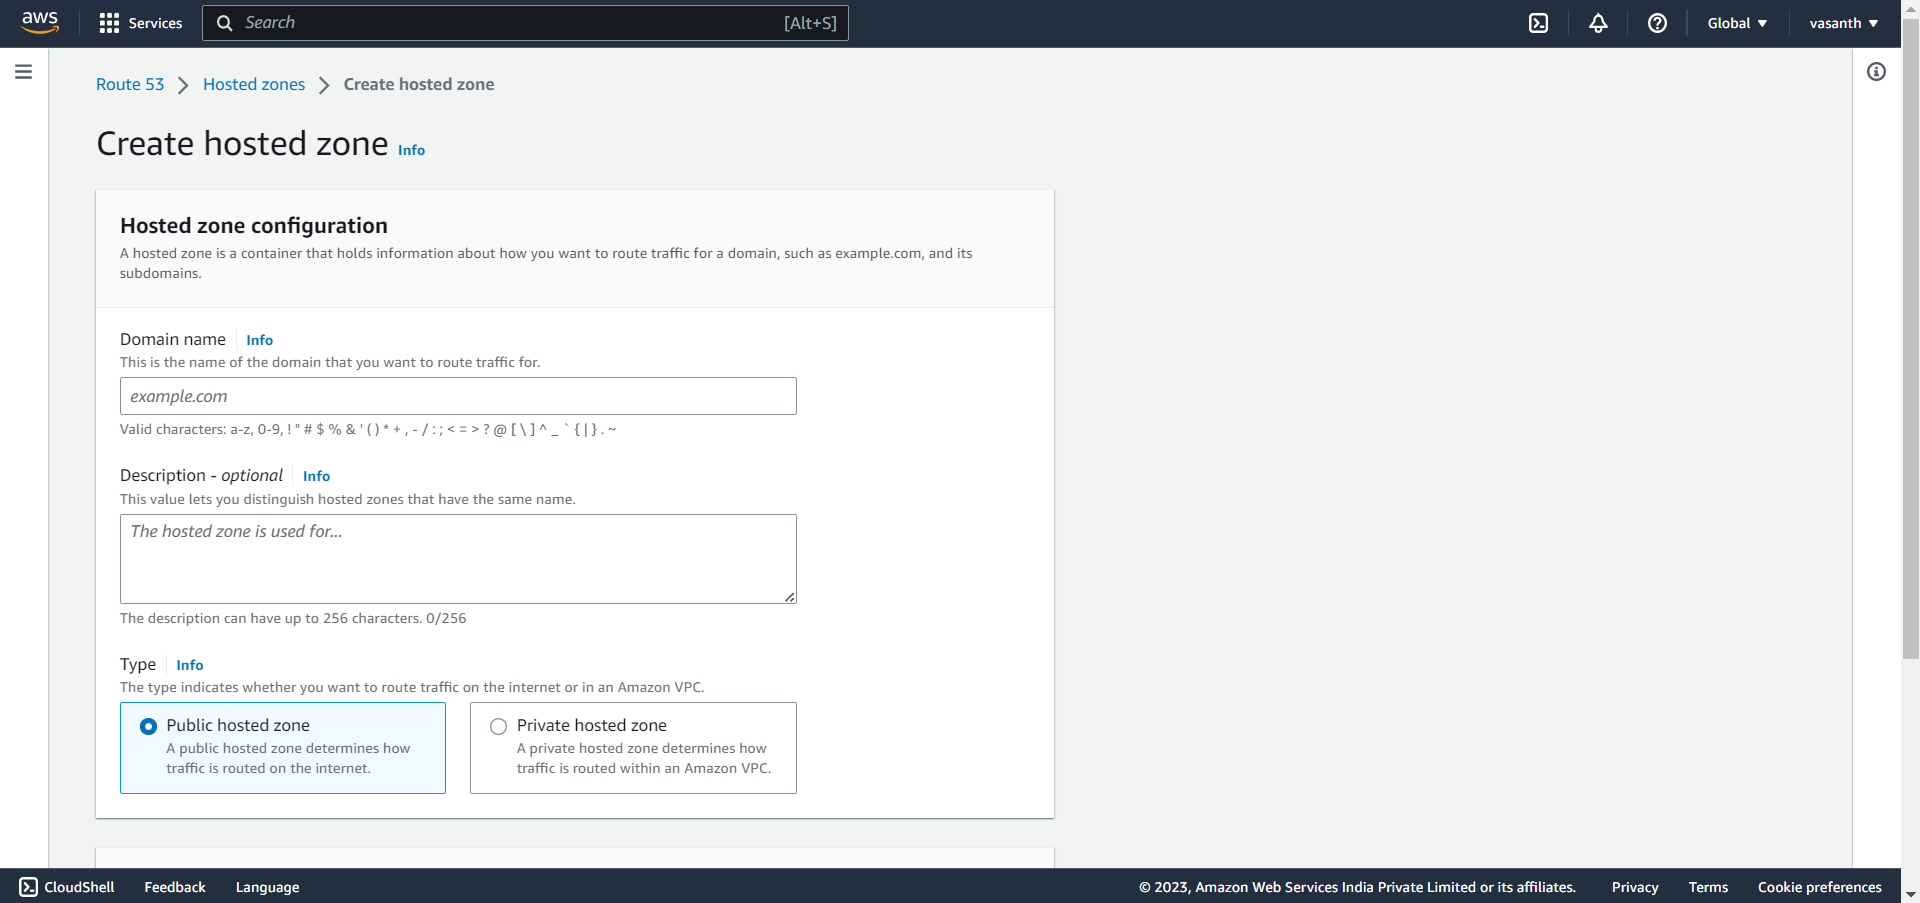 aws
Services
Search
[Alt+S]
Global
vasanth
Route 53
Hosted zones
Create hosted zone
Create hosted zone Info
Hosted zone configuration
A hosted zone is a container that holds information about how you want to route traffic for a domain, such as example.com, and its
subdomains.
Domain name Info
This is the name of the domain that you want to route traffic for.
example.com
Valid characters: a-z, 0-9, ! " # $ % & ' ( ) * + , - / : ; < = > ? @ [ \ ] ^ _ ` { | } . ~
Description - optional Info
This value lets you distinguish hosted zones that have the same name.
The hosted zone is used for...
The description can have up to 256 characters. 0/256
Type Info
The type indicates whether you want to route traffic on the internet or in an Amazon VPC.
Public hosted zone
A public hosted zone determines how
traffic is routed on the internet.
Private hosted zone
A private hosted zone determines how
traffic is routed within an Amazon VPC.
CloudShell
Feedback
Language
© 2023, Amazon Web Services India Private Limited or its affiliates.
Privacy
Terms
Cookie preferences